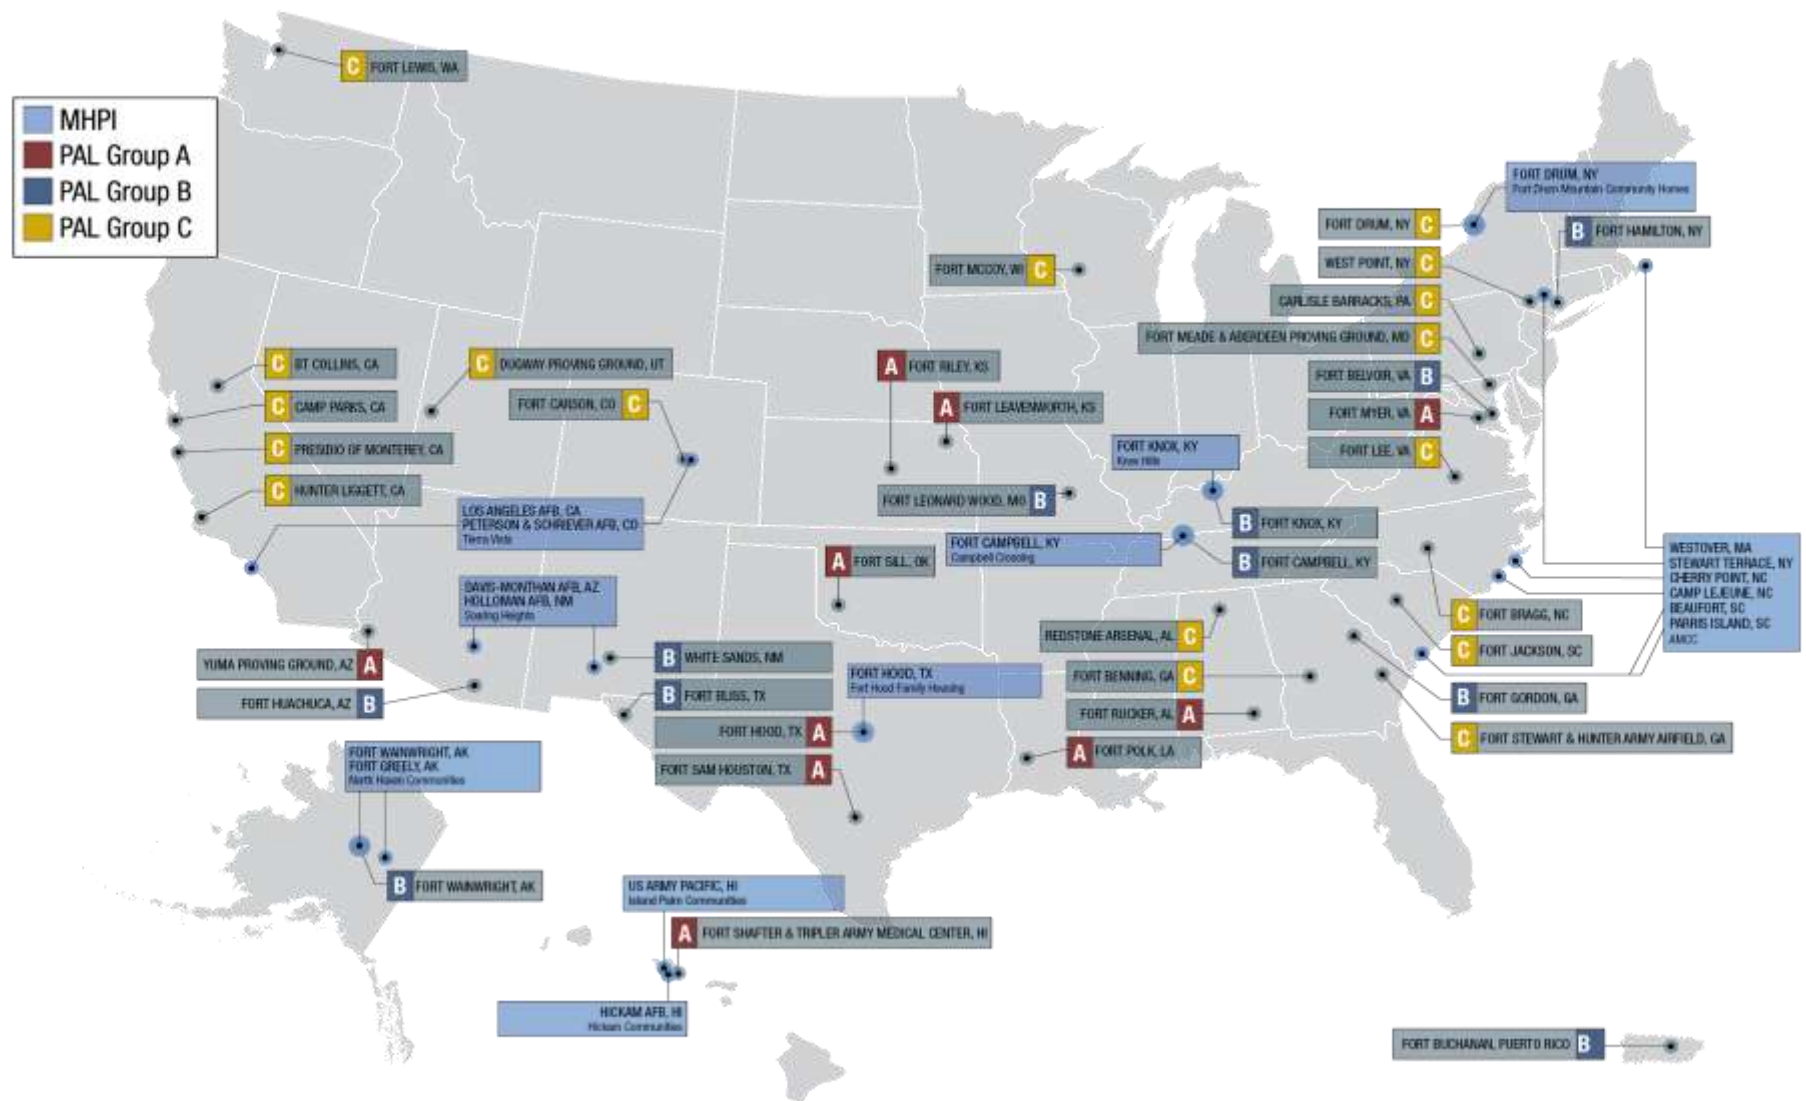 C FORT LEWIS, WA
MHPI
PAL Group A
PAL Group B
PAL Group C
FORT DRUM, NY
Fort Drum Mountain Community Homes
FORT DRUM, NY C
B FORT HAMILTON, NY
WEST POINT, NY C
FORT MCCOY, WI C
CARLISLE BARRACKS, PA C
FORT MEADE & ABERDEEN PROVING GROUND, MD C
C BT COLLINS, CA
C DUGWAY PROVING GROUND, UT
A FORT RILEY, KS
FORT BELVOIR, VA B
C CAMP PARKS, CA
FORT CARSON, CO C
A FORT LEAVENWORTH, KS
FORT MYER, VA A
C PRESIDIO OF MONTEREY, CA
FORT KNOX, KY
Knox Hills
FORT LEE, VA C
C HUNTER LIGGETT, CA
FORT LEONARD WOOD, MO B
LOS ANGELES AFB, CA
PETERSON & SCHRIEVER AFB, CO
Tierra Vista
B FORT KNOX, KY
FORT CAMPBELL, KY
Campbell Crossing
B FORT CAMPBELL, KY
A FORT SILL, OK
WESTOVER, MA
STEWART TERRACE, NY
CHERRY POINT, NC
CAMP LEJEUNE, NC
BEAUFORT, SC
PARRIS ISLAND, SC
AMCC
DAVIS-MONTHAN AFB, AZ
HOLLOMAN AFB, NM
Soaring Heights
C FORT BRAGG, NC
REDSTONE ARSENAL, AL C
C FORT JACKSON, SC
YUMA PROVING GROUND, AZ A
B WHITE SANDS, NM
FORT HOOD, TX
Fort Hood Family Housing
FORT BENNING, GA C
FORT HUACHUCA, AZ B
B FORT BLISS, TX
B FORT GORDON, GA
FORT RUCKER, AL A
FORT HOOD, TX A
C FORT STEWART & HUNTER ARMY AIRFIELD, GA
A FORT POLK, LA
FORT SAM HOUSTON, TX A
FORT WAINWRIGHT, AK
FORT GREELY, AK
North Haven Communities
B FORT WAINWRIGHT, AK
US ARMY PACIFIC, HI
Island Palm Communities
A FORT SHAFTER & TRIPLER ARMY MEDICAL CENTER, HI
HICKAM AFB, HI
Hickam Communities
FORT BUCHANAN, PUERTO RICO B